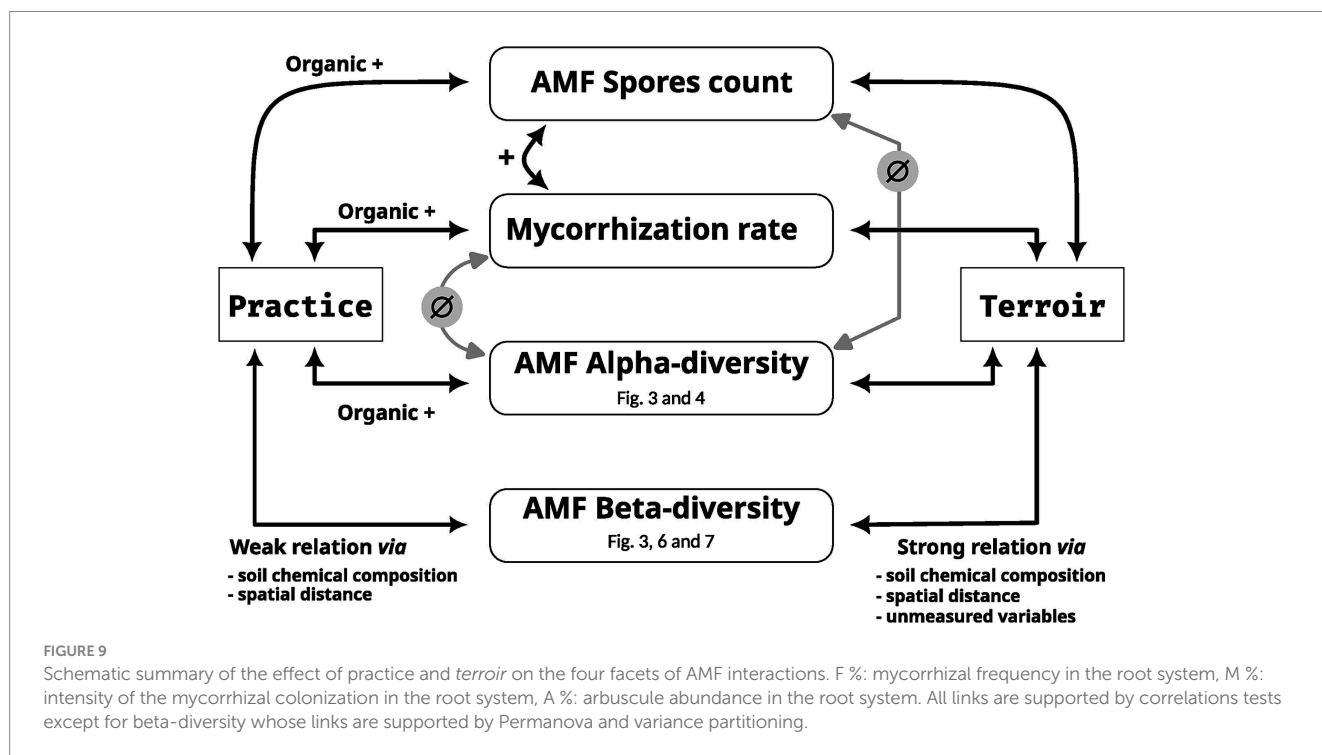 Organic +
AMF Spores count
+
Ø
Organic +
Mycorrhization rate
Practice
Ø
Terroir
AMF Alpha-diversity
Fig. 3 and 4
Organic +
AMF Beta-diversity
Fig. 3, 6 and 7
Weak relation via
- soil chemical composition
- spatial distance
Strong relation via
- soil chemical composition
- spatial distance
- unmeasured variables
FIGURE 9
Schematic summary of the effect of practice and terroir on the four facets of AMF interactions. F %: mycorrhizal frequency in the root system, M %:
intensity of the mycorrhizal colonization in the root system, A %: arbuscule abundance in the root system. All links are supported by correlations tests
except for beta-diversity whose links are supported by Permanova and variance partitioning.